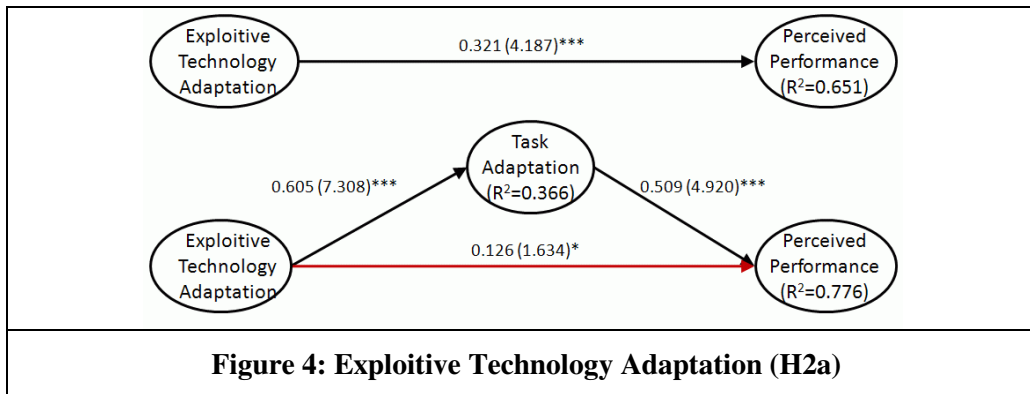 Exploitive
Technology
Adaptation
0.321 (4.187)***
Perceived
Performance
(R²=0.651)
Task
Adaptation
(R²=0.366)
0.605 (7.308)***
0.509 (4.920)***
Exploitive
Technology
Adaptation
0.126 (1.634)*
Perceived
Performance
(R²=0.776)
Figure 4: Exploitive Technology Adaptation (H2a)